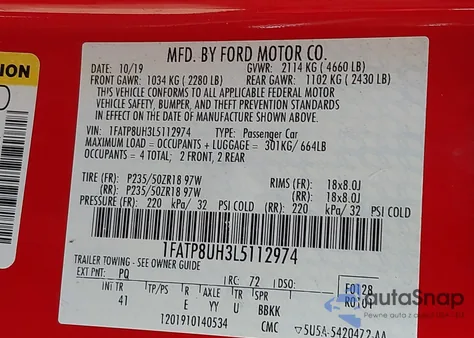 MFD. BY FORD MOTOR CO.
DATE: 10/19 GVWR: 2114 KG ( 4660 LB)
FRONT GAWR: 1034 KG ( 2280 LB) REAR GAWR: 1102 KG ( 2430 LB)
THIS VEHICLE CONFORMS TO ALL APPLICABLE FEDERAL MOTOR
VEHICLE SAFETY, BUMPER, AND THEFT PREVENTION STANDARDS
IN EFFECT ON THE DATE OF MANUFACTURE SHOWN ABOVE.
VIN: 1FATP8UH3L5112974 TYPE: Passenger Car
MAXIMUM LOAD = OCCUPANTS + LUGGAGE = 301KG/ 664LB
OCCUPANTS = 4 TOTAL; 2 FRONT, 2 REAR
TIRE (FR): P235/50ZR18 97W RIMS (FR): 18x8.0J
(RR): P235/50ZR18 97W (RR): 18x8.0J
PRESSURE (FR): 220 kPa/ 32 PSI (RR): 220 kPa/ 32
1FATP8UH3L5112974
TRAILER TOWING - SEE OWNER GUIDE
EXT PNT: PQ RC: 72 DSO: F0128
R0101
INT TR TP/PS R AXLE TR SPR
41 E YY U BBKK
1201910140534 CMC ▽5U5A-5420472-AA
autoSnap
Pewne auto z dostawą